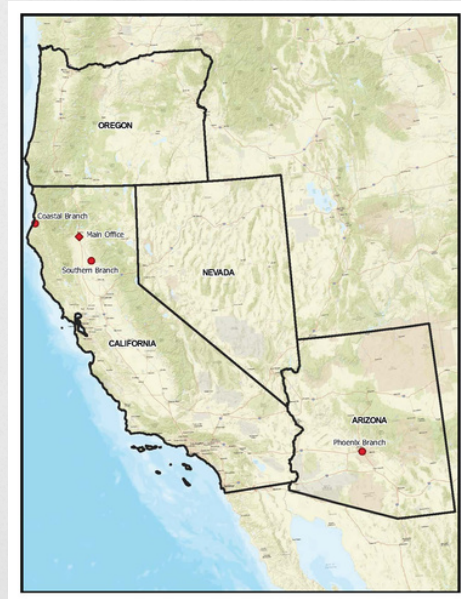 OREGON
Coastal Branch
Main Office
Southern Branch
NEVADA
CALIFORNIA
ARIZONA
Phoenix Branch